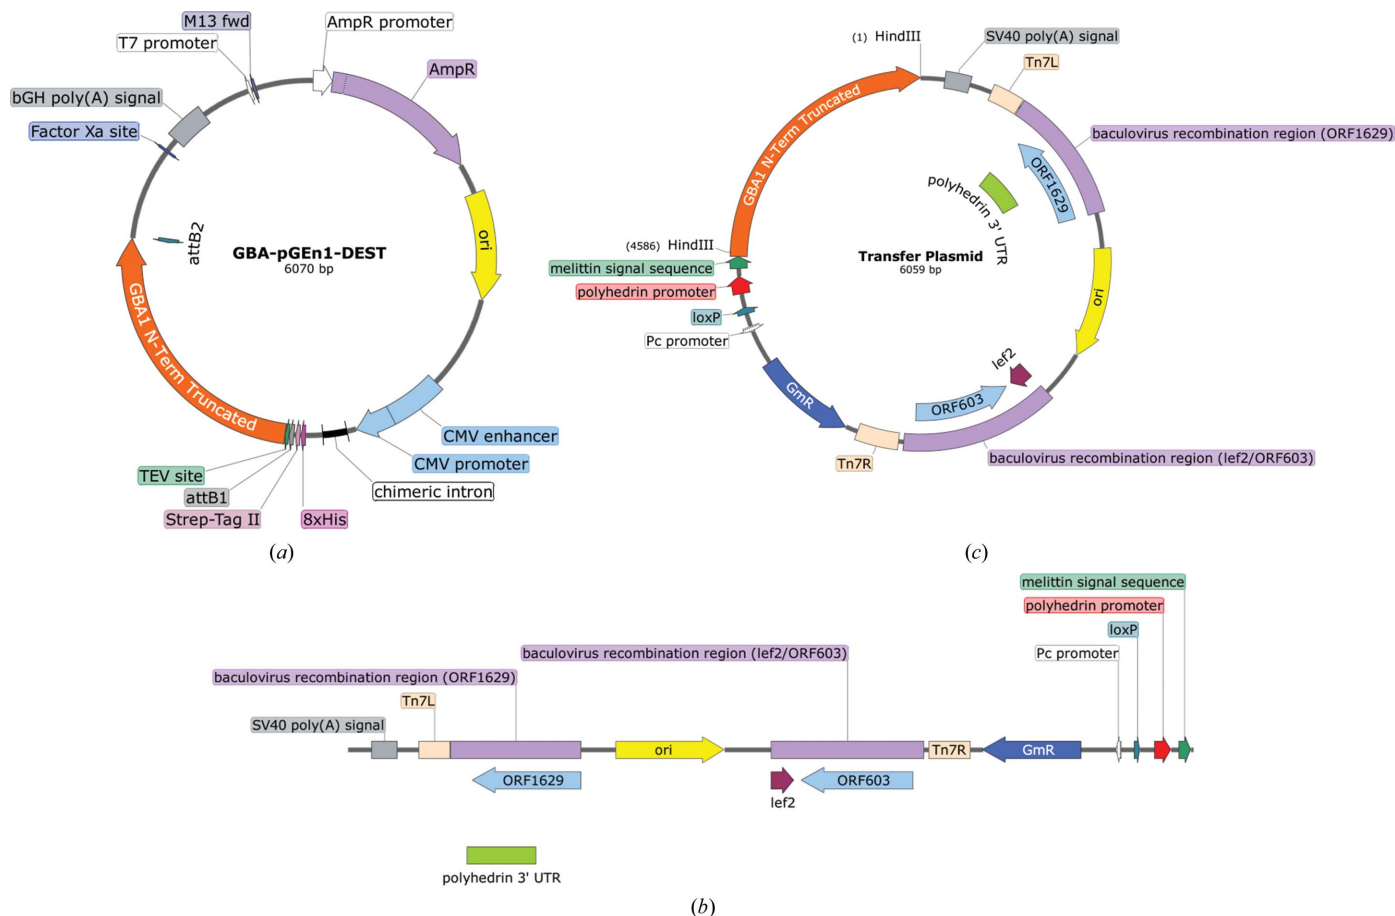 M13 fwd
T7 promoter
AmpR promoter
AmpR
bGH poly(A) signal
Factor Xa site
attB2
ori
GBA-pGEn1-DEST
6070 bp
GBA1 N-Term Truncated
CMV enhancer
CMV promoter
chimeric intron
TEV site
attB1
Strep-Tag II
8xHis
(a)
(1) HindIII
SV40 poly(A) signal
Tn7L
baculovirus recombination region (ORF1629)
GBA1 N-Term Truncated
ORF1629
polyhedrin 3' UTR
(4586) HindIII
Transfer Plasmid
6059 bp
melittin signal sequence
polyhedrin promoter
loxP
Pc promoter
ori
lef2
GmR
ORF603
Tn7R
baculovirus recombination region (lef2/ORF603)
(c)
melittin signal sequence
polyhedrin promoter
loxP
Pc promoter
baculovirus recombination region (lef2/ORF603)
baculovirus recombination region (ORF1629)
Tn7L
SV40 poly(A) signal
ori
Tn7R
GmR
ORF1629
ORF603
lef2
polyhedrin 3' UTR
(b)